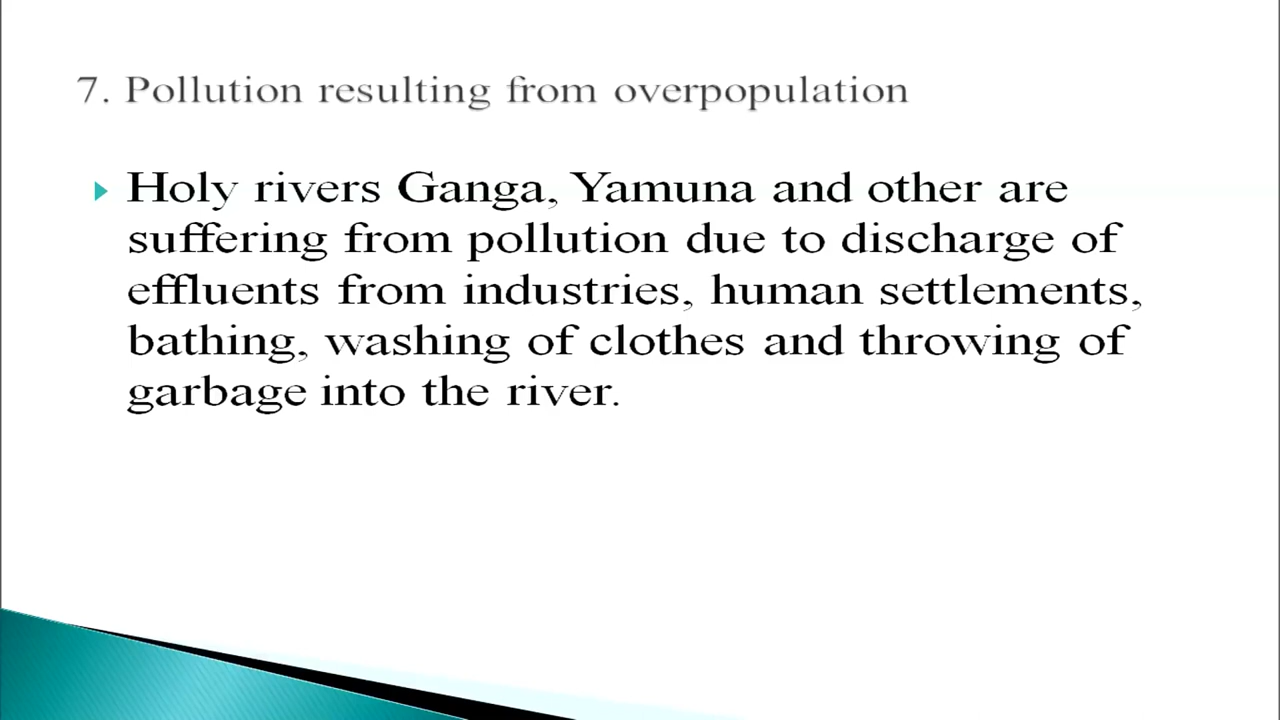 7. Pollution resulting from overpopulation
Holy rivers Ganga, Yamuna and other are
suffering from pollution due to discharge of
effluents from industries, human settlements,
bathing, washing of clothes and throwing of
garbage into the river.